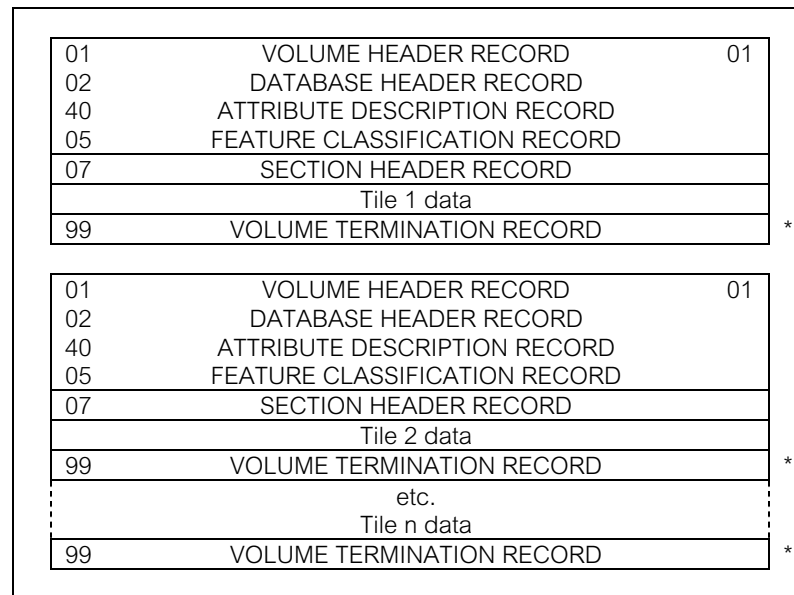 01 VOLUME HEADER RECORD 01
02 DATABASE HEADER RECORD
40 ATTRIBUTE DESCRIPTION RECORD
05 FEATURE CLASSIFICATION RECORD
07 SECTION HEADER RECORD
Tile 1 data
99 VOLUME TERMINATION RECORD *
01 VOLUME HEADER RECORD 01
02 DATABASE HEADER RECORD
40 ATTRIBUTE DESCRIPTION RECORD
05 FEATURE CLASSIFICATION RECORD
07 SECTION HEADER RECORD
Tile 2 data
99 VOLUME TERMINATION RECORD *
etc.
Tile n data
99 VOLUME TERMINATION RECORD *